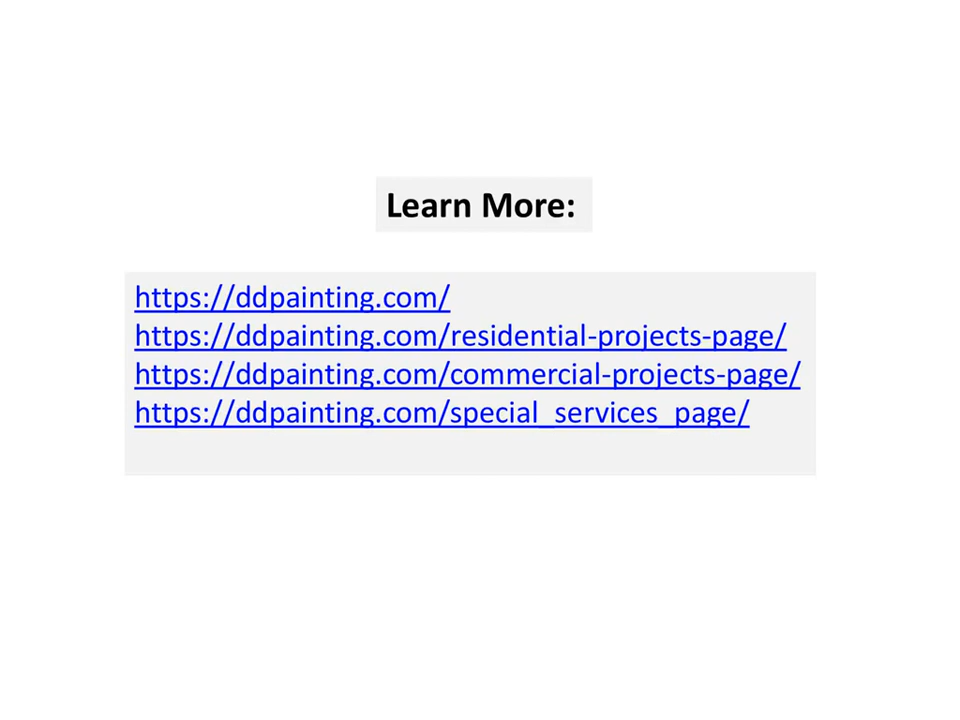 Learn More:
https://ddpainting.com/
https://ddpainting.com/residential-projects-page/
https://ddpainting.com/commercial-projects-page/
https://ddpainting.com/special_services_page/